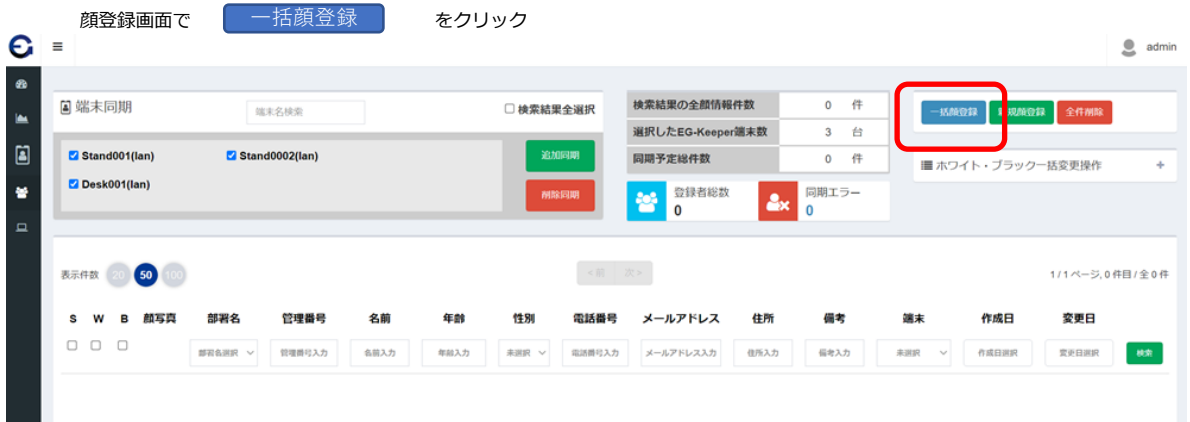 顔登録画面で 一括顔登録 をクリック
admin
端末同期 端末名検索 検索結果全選択
検索結果の全顔情報件数 0 件
一括顔登録 新規顔登録 全件削除
選択したEG-Keeper端末数 3 台
Stand001(lan) Stand0002(lan) 追加同期
同期予定総件数 0 件
ホワイト・ブラック一括変更操作 +
Desk001(lan) 削除同期
登録者総数 同期エラー
0 0
表示件数 20 50 100 <前 次> 1 / 1 ページ, 0 件目 / 全 0 件
S W B 顔写真 部署名 管理番号 名前 年齢 性別 電話番号 メールアドレス 住所 備考 端末 作成日 変更日
部署名選択 管理番号入力 名前入力 年齢入力 未選択 電話番号入力 メールアドレス入力 住所入力 備考入力 未選択 作成日選択 変更日選択 検索